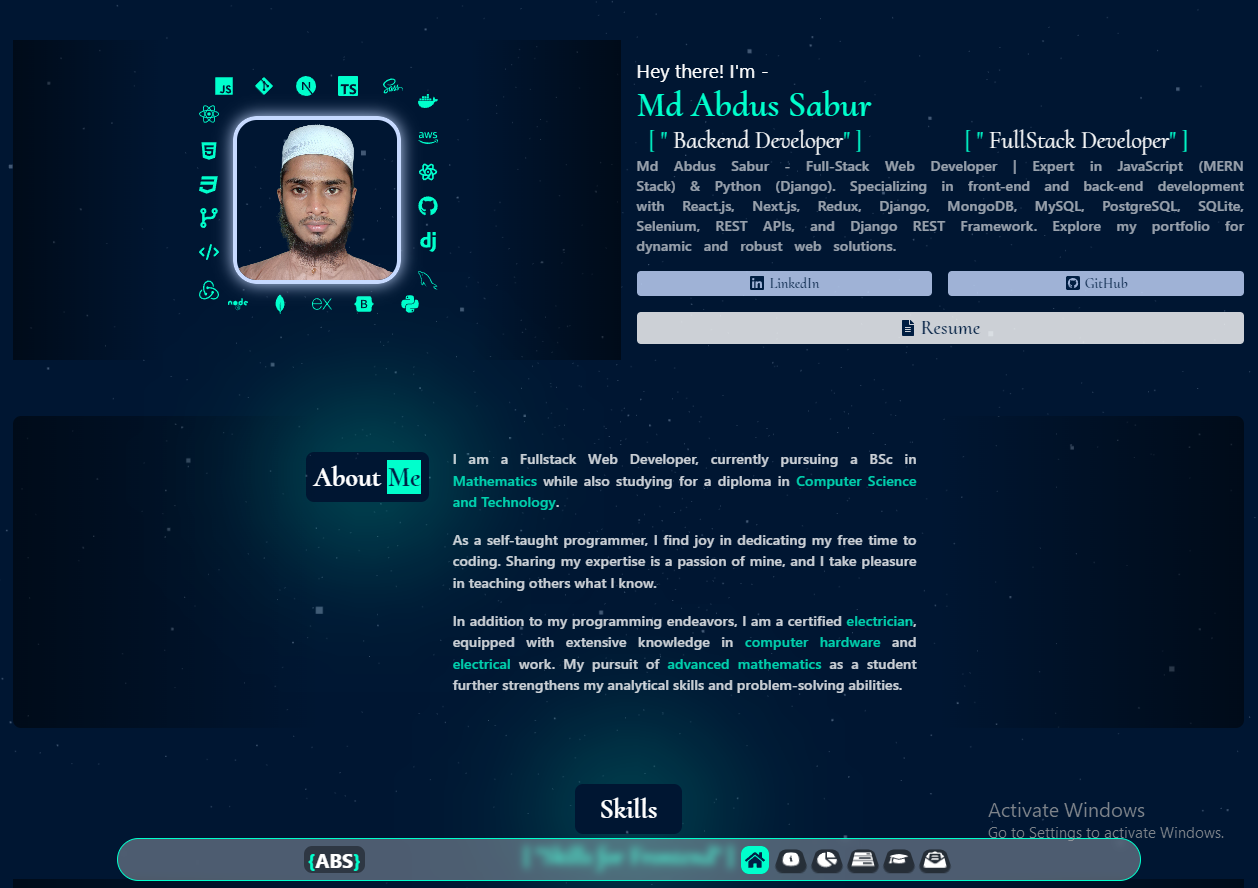 JS
N
TS
Sass
aws
dj
node
ex
B
Hey there! I'm -
Md Abdus Sabur
[ " Backend Developer" ]
[ " FullStack Developer" ]
Md Abdus Sabur - Full-Stack Web Developer | Expert in JavaScript (MERN
Stack) & Python (Django). Specializing in front-end and back-end development
with React.js, Next.js, Redux, Django, MongoDB, MySQL, PostgreSQL, SQLite,
Selenium, REST APIs, and Django REST Framework. Explore my portfolio for
dynamic and robust web solutions.
LinkedIn
GitHub
Resume
About Me
I am a Fullstack Web Developer, currently pursuing a BSc in
Mathematics while also studying for a diploma in Computer Science
and Technology.
As a self-taught programmer, I find joy in dedicating my free time to
coding. Sharing my expertise is a passion of mine, and I take pleasure
in teaching others what I know.
In addition to my programming endeavors, I am a certified electrician,
equipped with extensive knowledge in computer hardware and
electrical work. My pursuit of advanced mathematics as a student
further strengthens my analytical skills and problem-solving abilities.
Skills
Activate Windows
Go to Settings to activate Windows.
{ABS}
[ "Skills for Frontend" ]